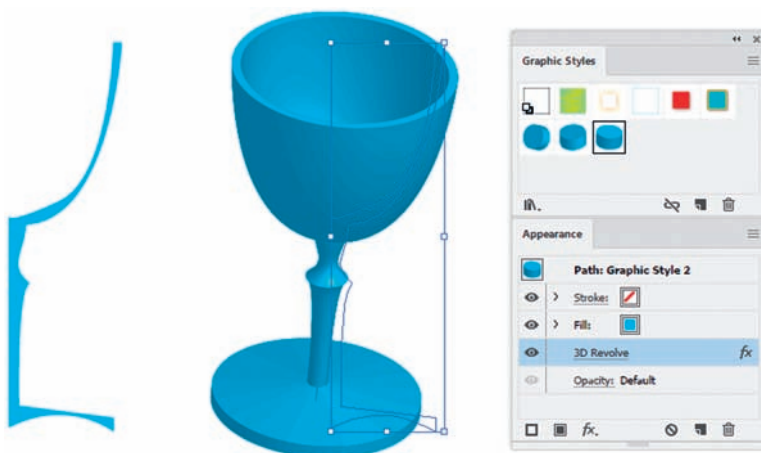 Graphic Styles
Appearance
Path: Graphic Style 2
Stroke:
Fill:
3D Revolve fx
Opacity: Default
fx.